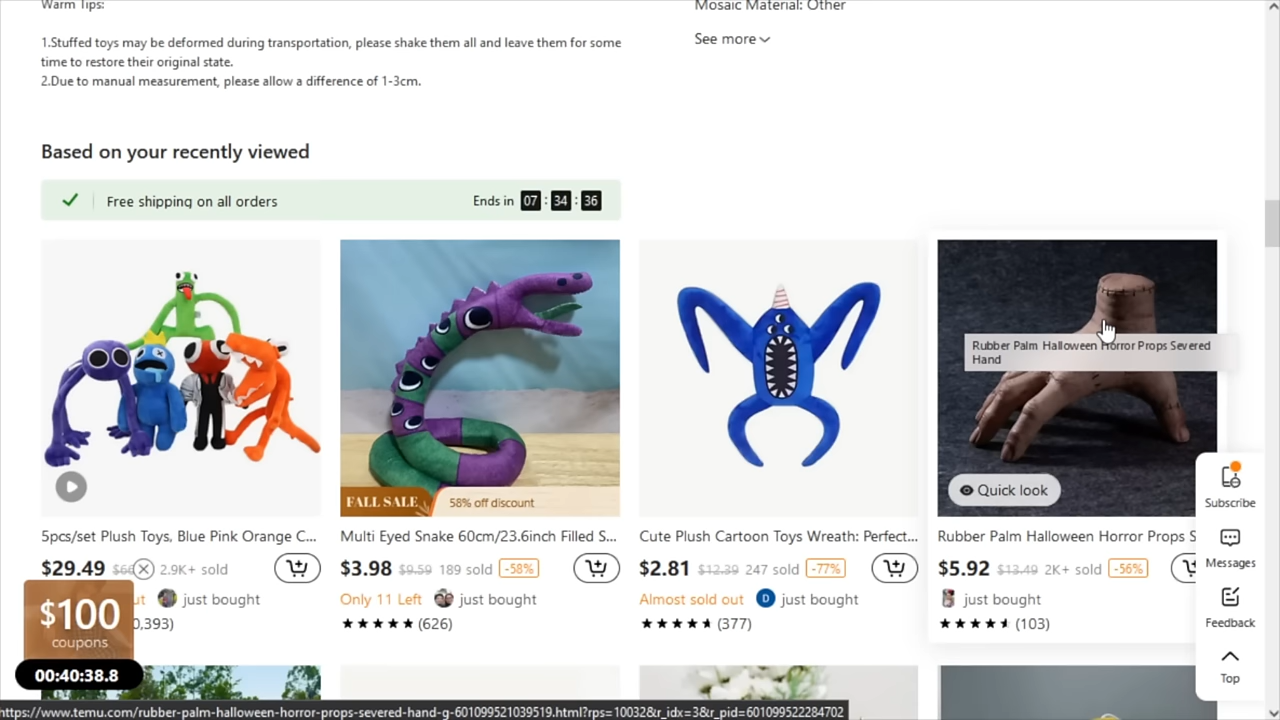 Warm Tips:
1.Stuffed toys may be deformed during transportation, please shake them all and leave them for some
time to restore their original state.
2.Due to manual measurement, please allow a difference of 1-3cm.
Mosaic Material: Other
See more
Based on your recently viewed
Free shipping on all orders
Ends in 07 : 34 : 36
Rubber Palm Halloween Horror Props Severed
Hand
Quick look
FALL SALE
58% off discount
5pcs/set Plush Toys, Blue Pink Orange C...
$29.49 2.9K+ sold
just bought
0,393)
Multi Eyed Snake 60cm/23.6inch Filled S...
$3.98 $9.59 189 sold -58%
Only 11 Left just bought
(626)
Cute Plush Cartoon Toys Wreath: Perfect...
$2.81 $12.39 247 sold -77%
Almost sold out D just bought
(377)
Rubber Palm Halloween Horror Props S
$5.92 $13.49 2K+ sold -56%
just bought
(103)
$100
coupons
00:40:38.8
Subscribe
Messages
Feedback
Top
https://www.temu.com/rubber-palm-halloween-horror-props-severed-hand-g-601099521039519.html?rps=10032&r_idx=3&r_pid=601099522284702